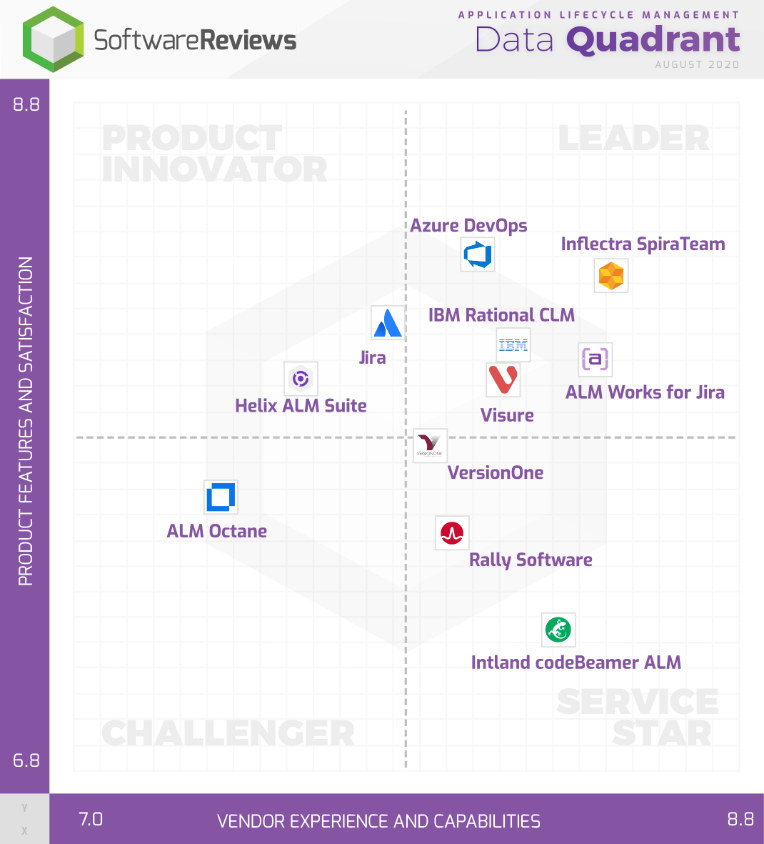 SoftwareReviews
APPLICATION LIFECYCLE MANAGEMENT
Data Quadrant
AUGUST 2020
8.8
PRODUCT FEATURES AND SATISFACTION
6.8
PRODUCT
INNOVATOR
LEADER
Azure DevOps
Inflectra SpiraTeam
IBM Rational CLM
IBM
Jira
[a]
ALM Works for Jira
Helix ALM Suite
Visure
VersionOne
ALM Octane
Rally Software
Intland codeBeamer ALM
CHALLENGER
SERVICE
STAR
Y
X
7.0
VENDOR EXPERIENCE AND CAPABILITIES
8.8